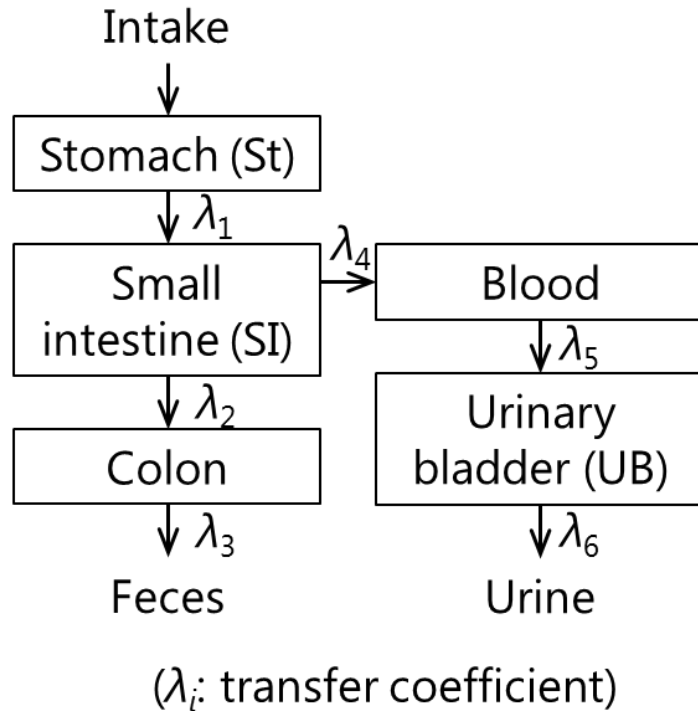 Intake
Stomach (St)
λ1
Small
intestine (SI)
λ4
Blood
λ2
λ5
Colon
Urinary
bladder (UB)
λ3
λ6
Feces
Urine
(λi: transfer coefficient)